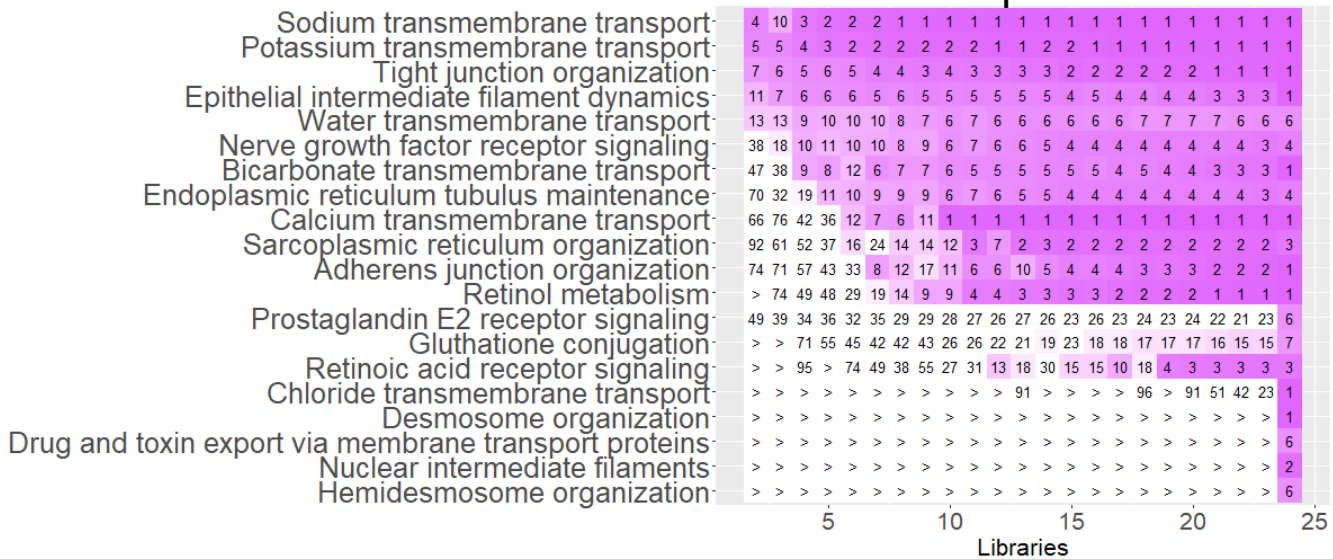 Sodium transmembrane transport 4 10 3 2 2 2 1 1 1 1 1 1 1 1 1 1 1 1 1 1 1 1 1
Potassium transmembrane transport 5 5 4 3 2 2 2 2 2 2 1 1 2 2 1 1 1 1 1 1 1 1 1
Tight junction organization 7 6 5 6 5 4 4 3 4 3 3 3 3 2 2 2 2 2 2 1 1 1 1
Epithelial intermediate filament dynamics 11 7 6 6 6 5 6 5 5 5 5 5 5 4 5 4 4 4 4 3 3 3 1
Water transmembrane transport 13 13 9 10 10 10 8 7 6 7 6 6 6 6 6 6 7 7 7 7 6 6 6
Nerve growth factor receptor signaling 38 18 10 11 10 10 8 9 6 7 6 6 5 4 4 4 4 4 4 4 4 3 4
Bicarbonate transmembrane transport 47 38 9 8 12 6 7 7 6 5 5 5 5 5 5 4 5 4 4 3 3 3 1
Endoplasmic reticulum tubulus maintenance 70 32 19 11 10 9 9 9 6 7 6 5 5 4 4 4 4 4 4 4 4 3 4
Calcium transmembrane transport 66 76 42 36 12 7 6 11 1 1 1 1 1 1 1 1 1 1 1 1 1 1 1
Sarcoplasmic reticulum organization 92 61 52 37 16 24 14 14 12 3 7 2 3 2 2 2 2 2 2 2 2 2 3
Adherens junction organization 74 71 57 43 33 8 12 17 11 6 6 10 5 4 4 4 3 3 3 2 2 2 1
Retinol metabolism > 74 49 48 29 19 14 9 9 4 4 3 3 3 3 2 2 2 2 1 1 1 1
Prostaglandin E2 receptor signaling 49 39 34 36 32 35 29 29 28 27 26 27 26 23 26 23 24 23 24 22 21 23 6
Gluthatione conjugation > > 71 55 45 42 42 43 26 26 22 21 19 23 18 18 17 17 17 16 15 15 7
Retinoic acid receptor signaling > > 95 > 74 49 38 55 27 31 13 18 30 15 15 10 18 4 3 3 3 3 3
Chloride transmembrane transport > > > > > > > > > > > 91 > > > > 96 > 91 51 42 23 1
Desmosome organization > > > > > > > > > > > > > > > > > > > > > > 1
Drug and toxin export via membrane transport proteins > > > > > > > > > > > > > > > > > > > > > > 6
Nuclear intermediate filaments > > > > > > > > > > > > > > > > > > > > > > 2
Hemidesmosome organization > > > > > > > > > > > > > > > > > > > > > > 6
5 10 15 20 25
Libraries